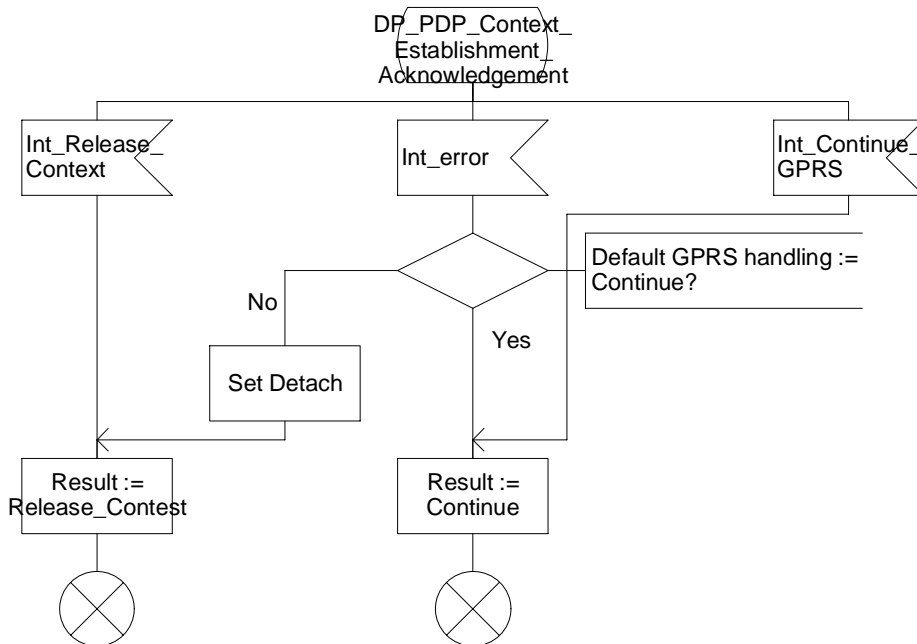 DP_PDP_Context_
Establishment_
Acknowledgement
Int_Release_
Context
Int_error
Int_Continue_
GPRS
Default GPRS handling :=
Continue?
No
Yes
Set Detach
Result :=
Release_Contest
Result :=
Continue